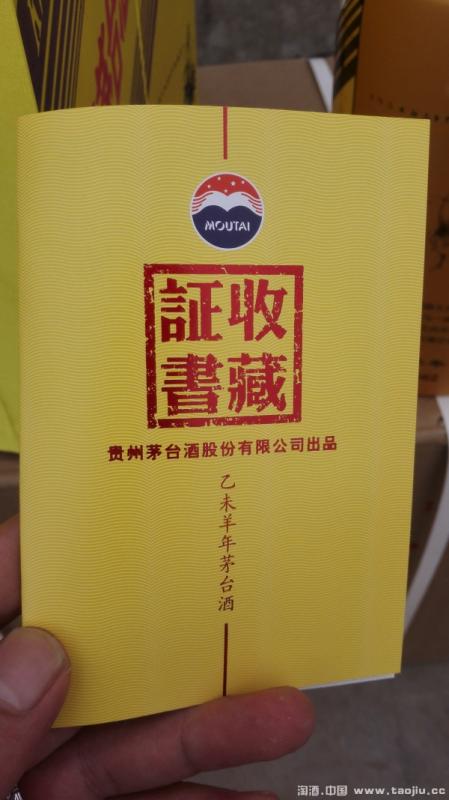 MOUTAI
收藏
証書
贵州茅台酒股份有限公司出品
乙未羊年茅台酒
淘酒.中国 www.taojiu.cc